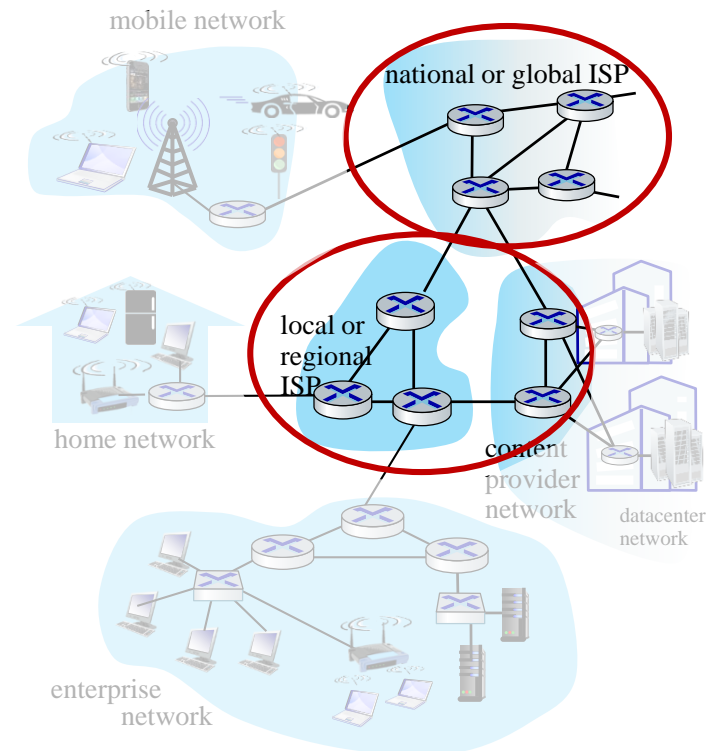 mobile network
national or global ISP
local or
regional
ISP
home network
content
provider
network
datacenter
network
enterprise
network